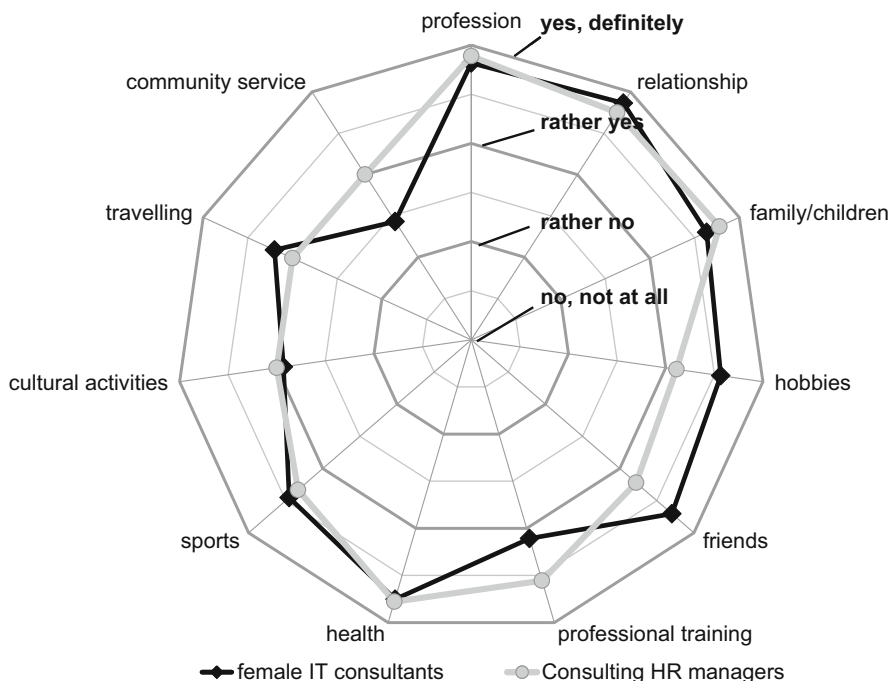 profession
yes, definitely
community service
relationship
rather yes
travelling
family/children
rather no
no, not at all
cultural activities
hobbies
sports
friends
health
professional training
female IT consultants
Consulting HR managers